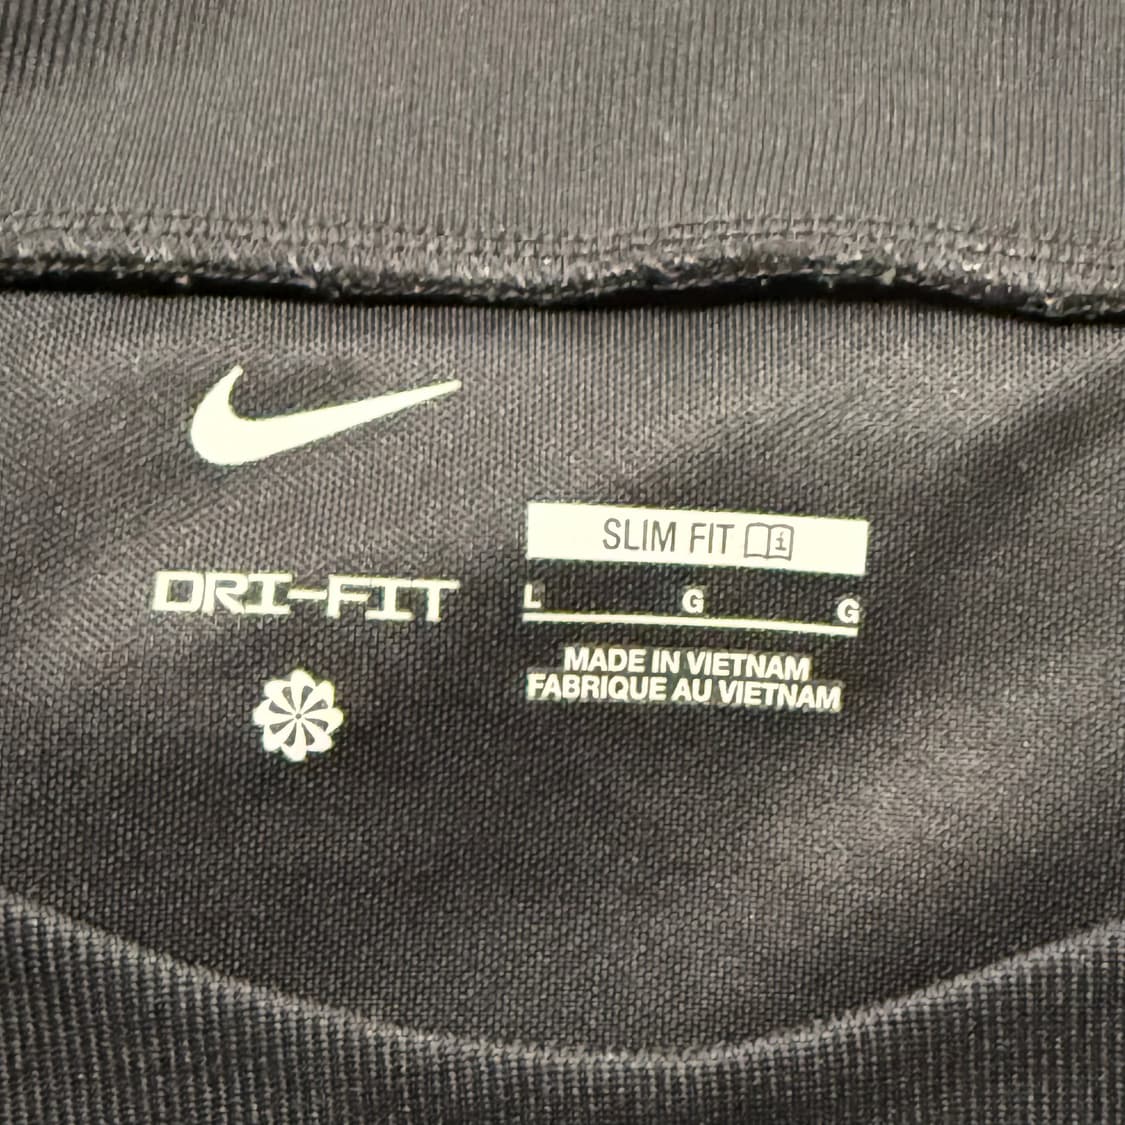 SLIM FIT
DRI-FIT
L G G
MADE IN VIETNAM
FABRIQUE AU VIETNAM